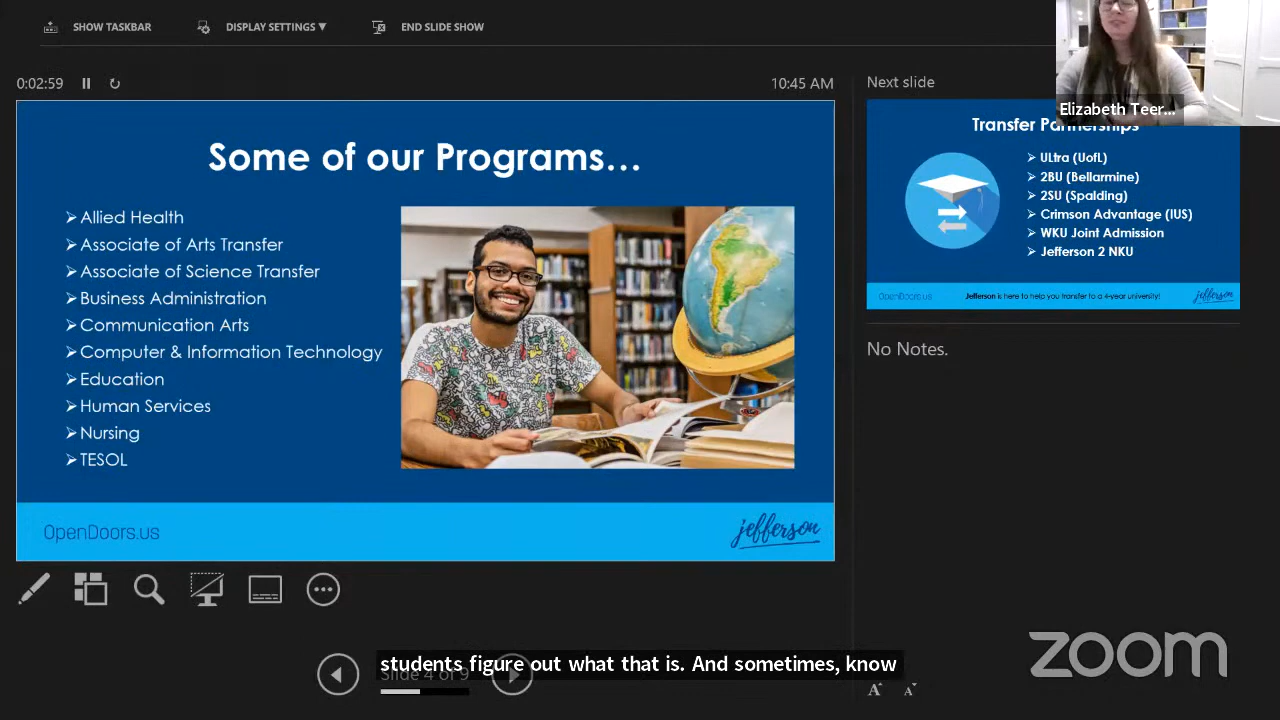 SHOW TASKBAR
DISPLAY SETTINGS ▼
END SLIDE SHOW
0:02:59
10:45 AM
Next slide
Elizabeth Teer...
Some of our Programs...
➢ Allied Health
➢ Associate of Arts Transfer
➢ Associate of Science Transfer
➢ Business Administration
➢ Communication Arts
➢ Computer & Information Technology
➢ Education
➢ Human Services
➢ Nursing
➢ TESOL
OpenDoors.us
jefferson
Transfer Partnerships
➢ ULtra (UofL)
➢ 2BU (Bellarmine)
➢ 2SU (Spalding)
➢ Crimson Advantage (IUS)
➢ WKU Joint Admission
➢ Jefferson 2 NKU
OpenDoors.us
Jefferson is here to help you transfer to a 4-year university!
jefferson
No Notes.
students figure out what that is. And sometimes, know
Slide 4 of 9
A A
zoom